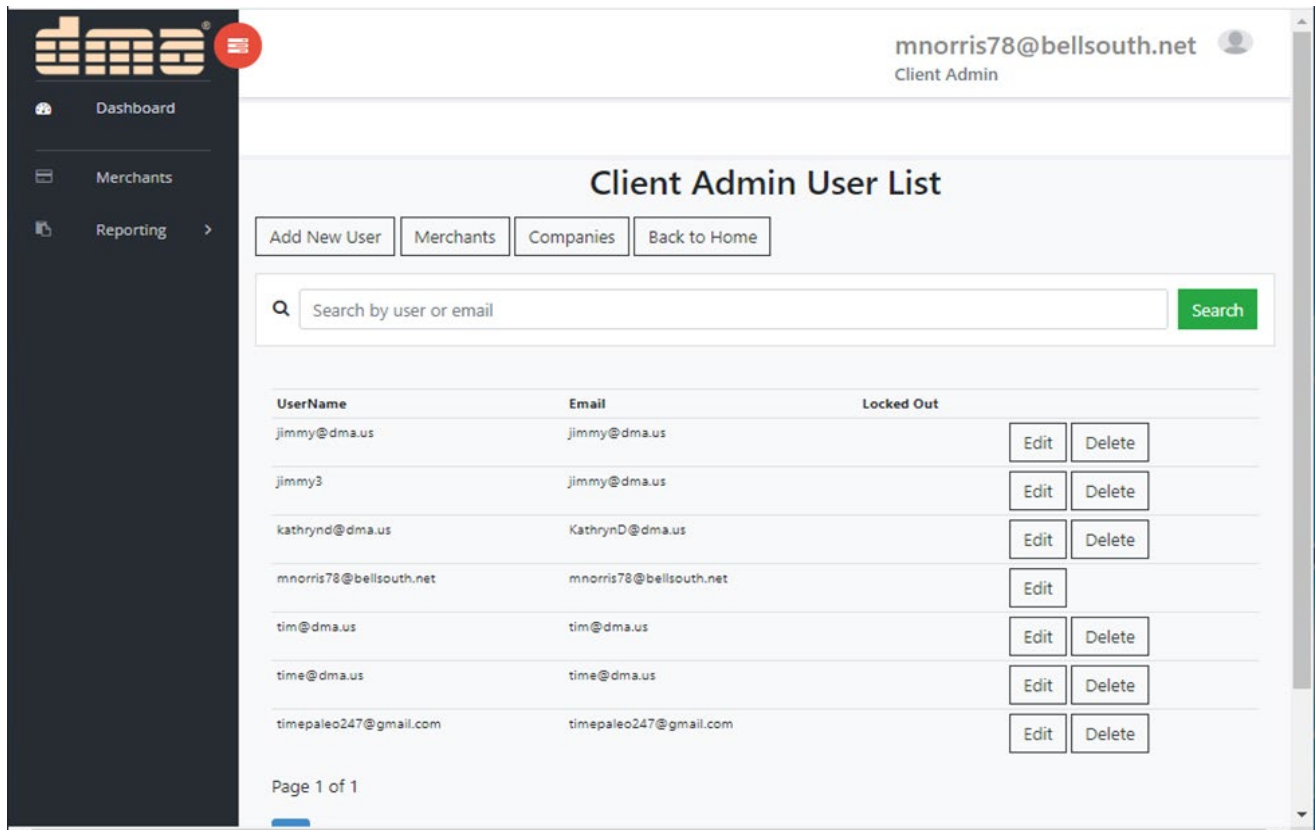 dma®
mnorris78@bellsouth.net
Client Admin
Dashboard
Merchants
Reporting >
Client Admin User List
Add New User Merchants Companies Back to Home
Search by user or email Search
UserName Email Locked Out
jimmy@dma.us jimmy@dma.us Edit Delete
jimmy3 jimmy@dma.us Edit Delete
kathrynd@dma.us KathrynD@dma.us Edit Delete
mnorris78@bellsouth.net mnorris78@bellsouth.net Edit
tim@dma.us tim@dma.us Edit Delete
time@dma.us time@dma.us Edit Delete
timepaleo247@gmail.com timepaleo247@gmail.com Edit Delete
Page 1 of 1